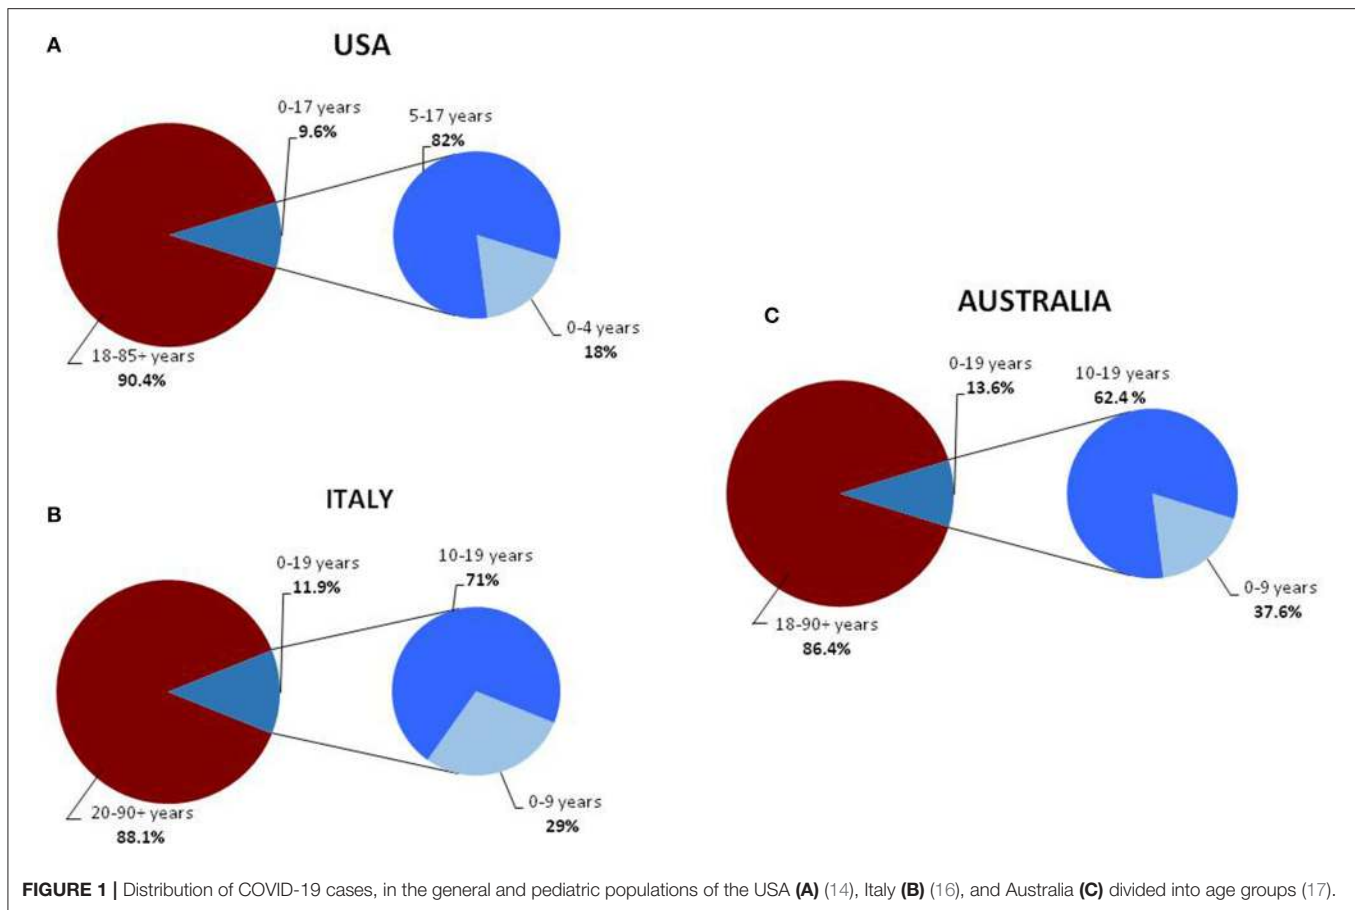 A
USA
0-17 years
9.6%
5-17 years
82%
0-4 years
18%
18-85+ years
90.4%
B
ITALY
0-19 years
11.9%
10-19 years
71%
0-9 years
29%
20-90+ years
88.1%
C
AUSTRALIA
0-19 years
13.6%
10-19 years
62.4 %
0-9 years
37.6%
18-90+ years
86.4%
FIGURE 1 | Distribution of COVID-19 cases, in the general and pediatric populations of the USA (A) (14), Italy (B) (16), and Australia (C) divided into age groups (17).